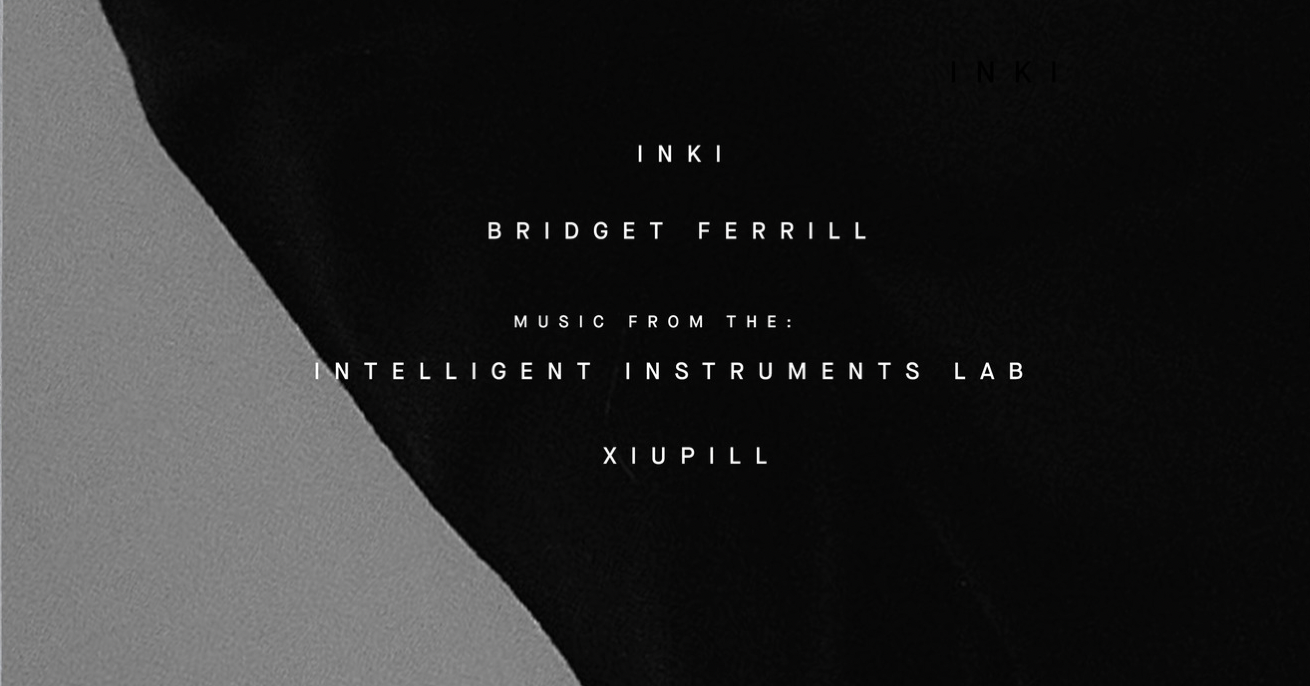 INKI
INKI
BRIDGET FERRILL
MUSIC FROM THE:
INTELLIGENT INSTRUMENTS LAB
XIUPILL